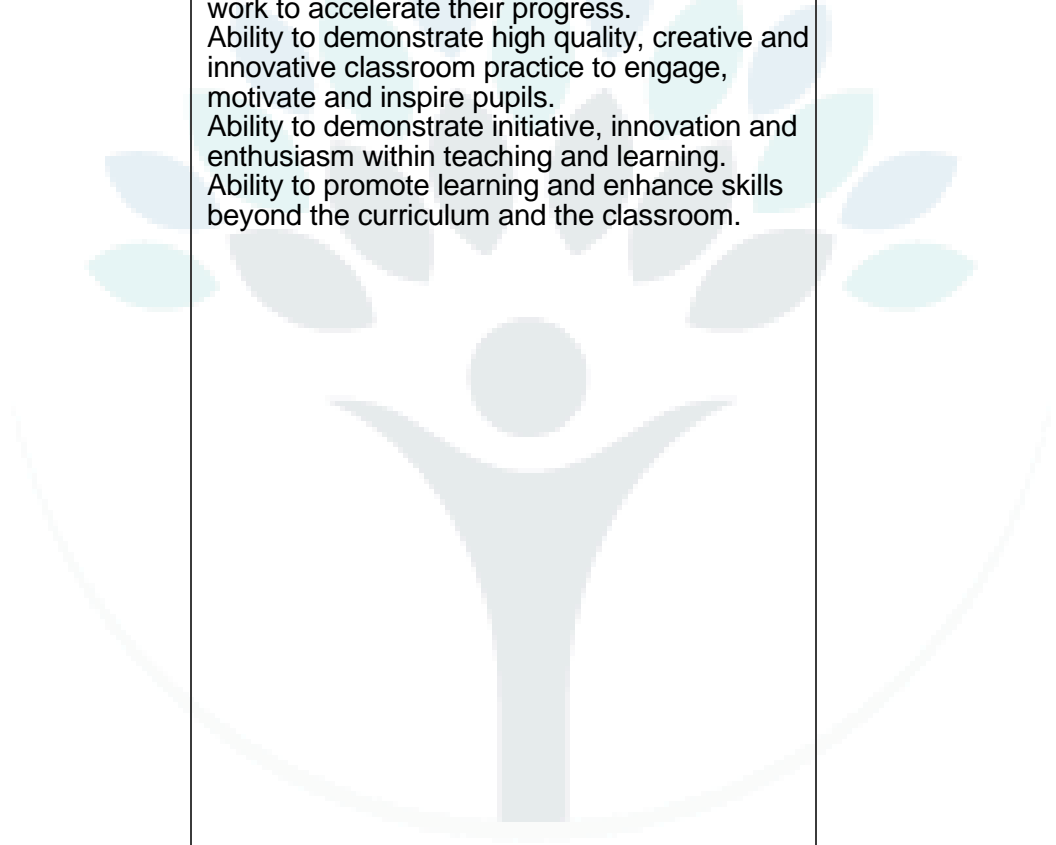 work to accelerate their progress.
Ability to demonstrate high quality, creative and
innovative classroom practice to engage,
motivate and inspire pupils.
Ability to demonstrate initiative, innovation and
enthusiasm within teaching and learning.
Ability to promote learning and enhance skills
beyond the curriculum and the classroom.